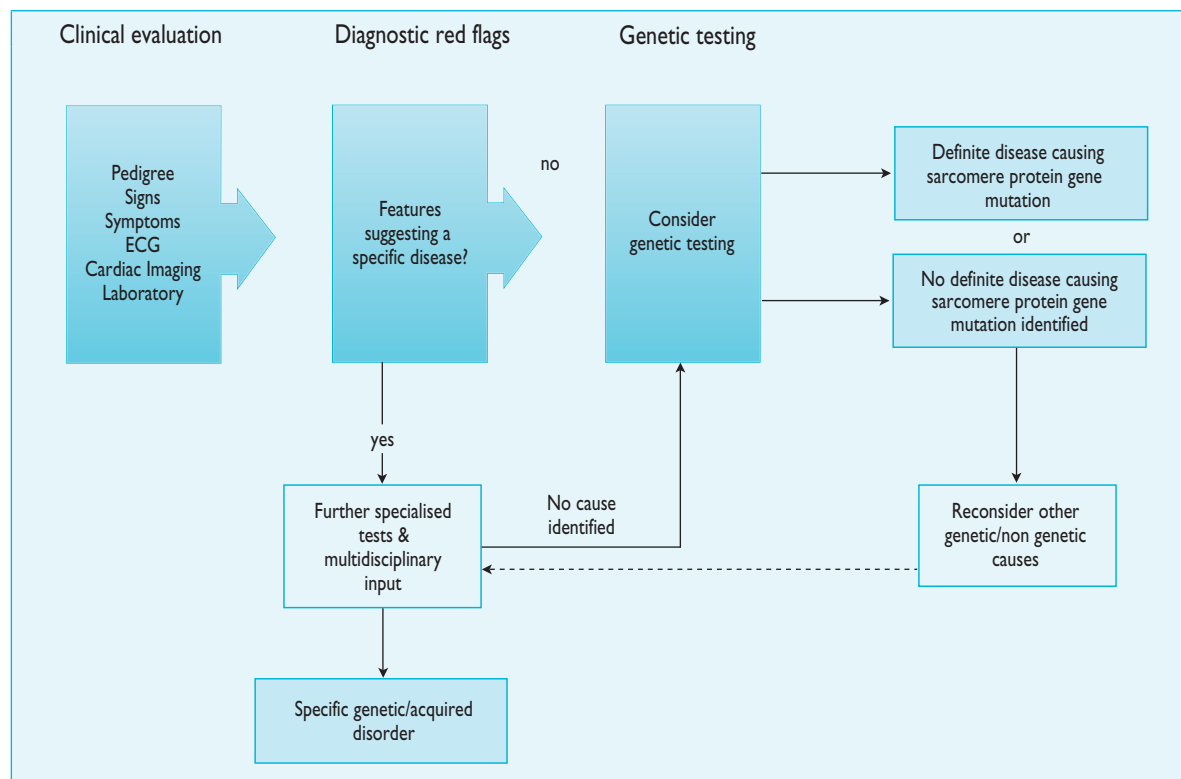 Clinical evaluation
Diagnostic red flags
Genetic testing
Pedigree
Signs
Symptoms
ECG
Cardiac Imaging
Laboratory
Features
suggesting a
specific disease?
no
Consider
genetic testing
Definite disease causing
sarcomere protein gene
mutation
or
No definite disease causing
sarcomere protein gene
mutation identified
yes
Further specialised
tests &
multidisciplinary
input
No cause
identified
Reconsider other
genetic/non genetic
causes
Specific genetic/acquired
disorder